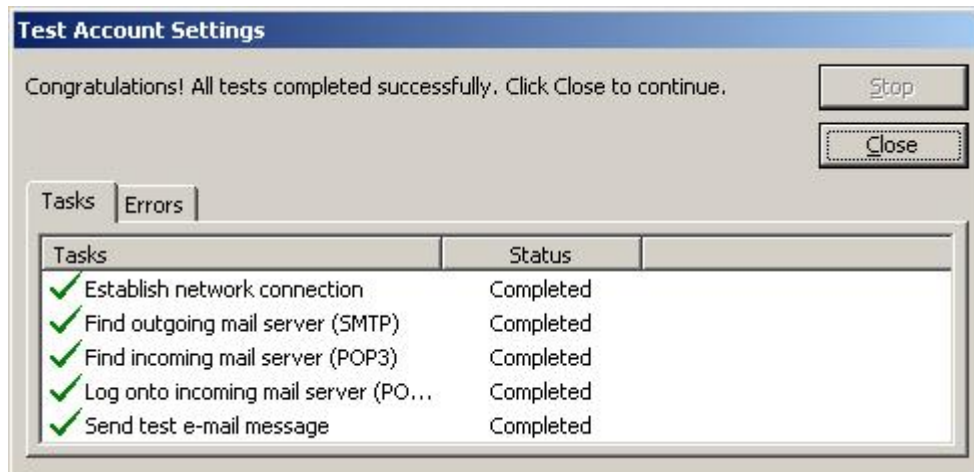 Test Account Settings
Congratulations! All tests completed successfully. Click Close to continue.
Stop
Close
Tasks Errors
Tasks Status
Establish network connection Completed
Find outgoing mail server (SMTP) Completed
Find incoming mail server (POP3) Completed
Log onto incoming mail server (PO... Completed
Send test e-mail message Completed